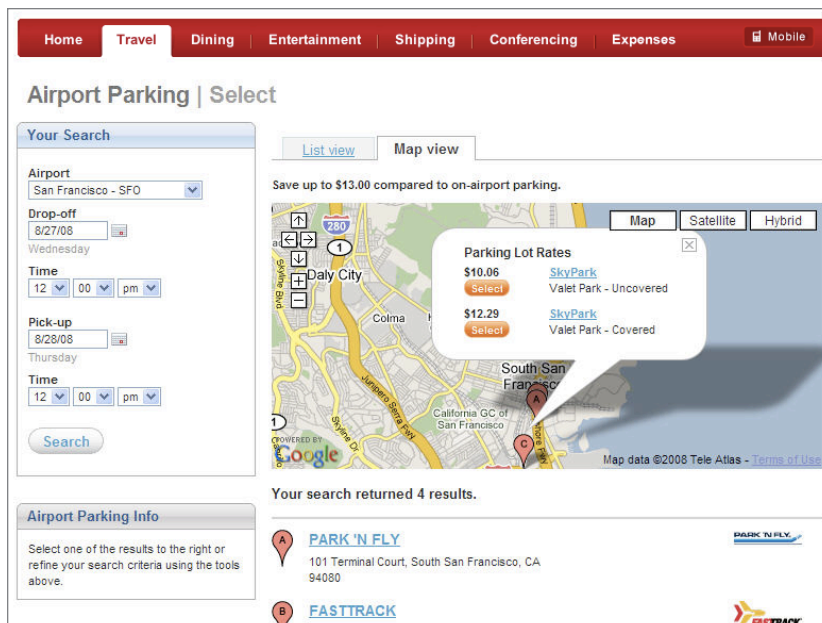 Home Travel Dining Entertainment Shipping Conferencing Expenses Mobile
Airport Parking | Select
Your Search
Airport
San Francisco - SFO
Drop-off
8/27/08
Wednesday
Time
12 00 pm
Pick-up
8/28/08
Thursday
Time
12 00 pm
Search
Airport Parking Info
Select one of the results to the right or
refine your search criteria using the tools
above.
List view Map view
Save up to $13.00 compared to on-airport parking.
Map Satellite Hybrid
280
1
Daly City
Skyline Blvd
Colma
Junipero Serra Fwy
Skyline Dr
1
South San
Francisco
California GC of
San Francisco
A
C
Parking Lot Rates
$10.06 SkyPark
Select Valet Park - Uncovered
$12.29 SkyPark
Select Valet Park - Covered
POWERED BY
Google
Map data ©2008 Tele Atlas - Terms of Use
Your search returned 4 results.
A PARK 'N FLY PARK 'N FLY
101 Terminal Court, South San Francisco, CA
94080
B FASTTRACK FASTTRACK